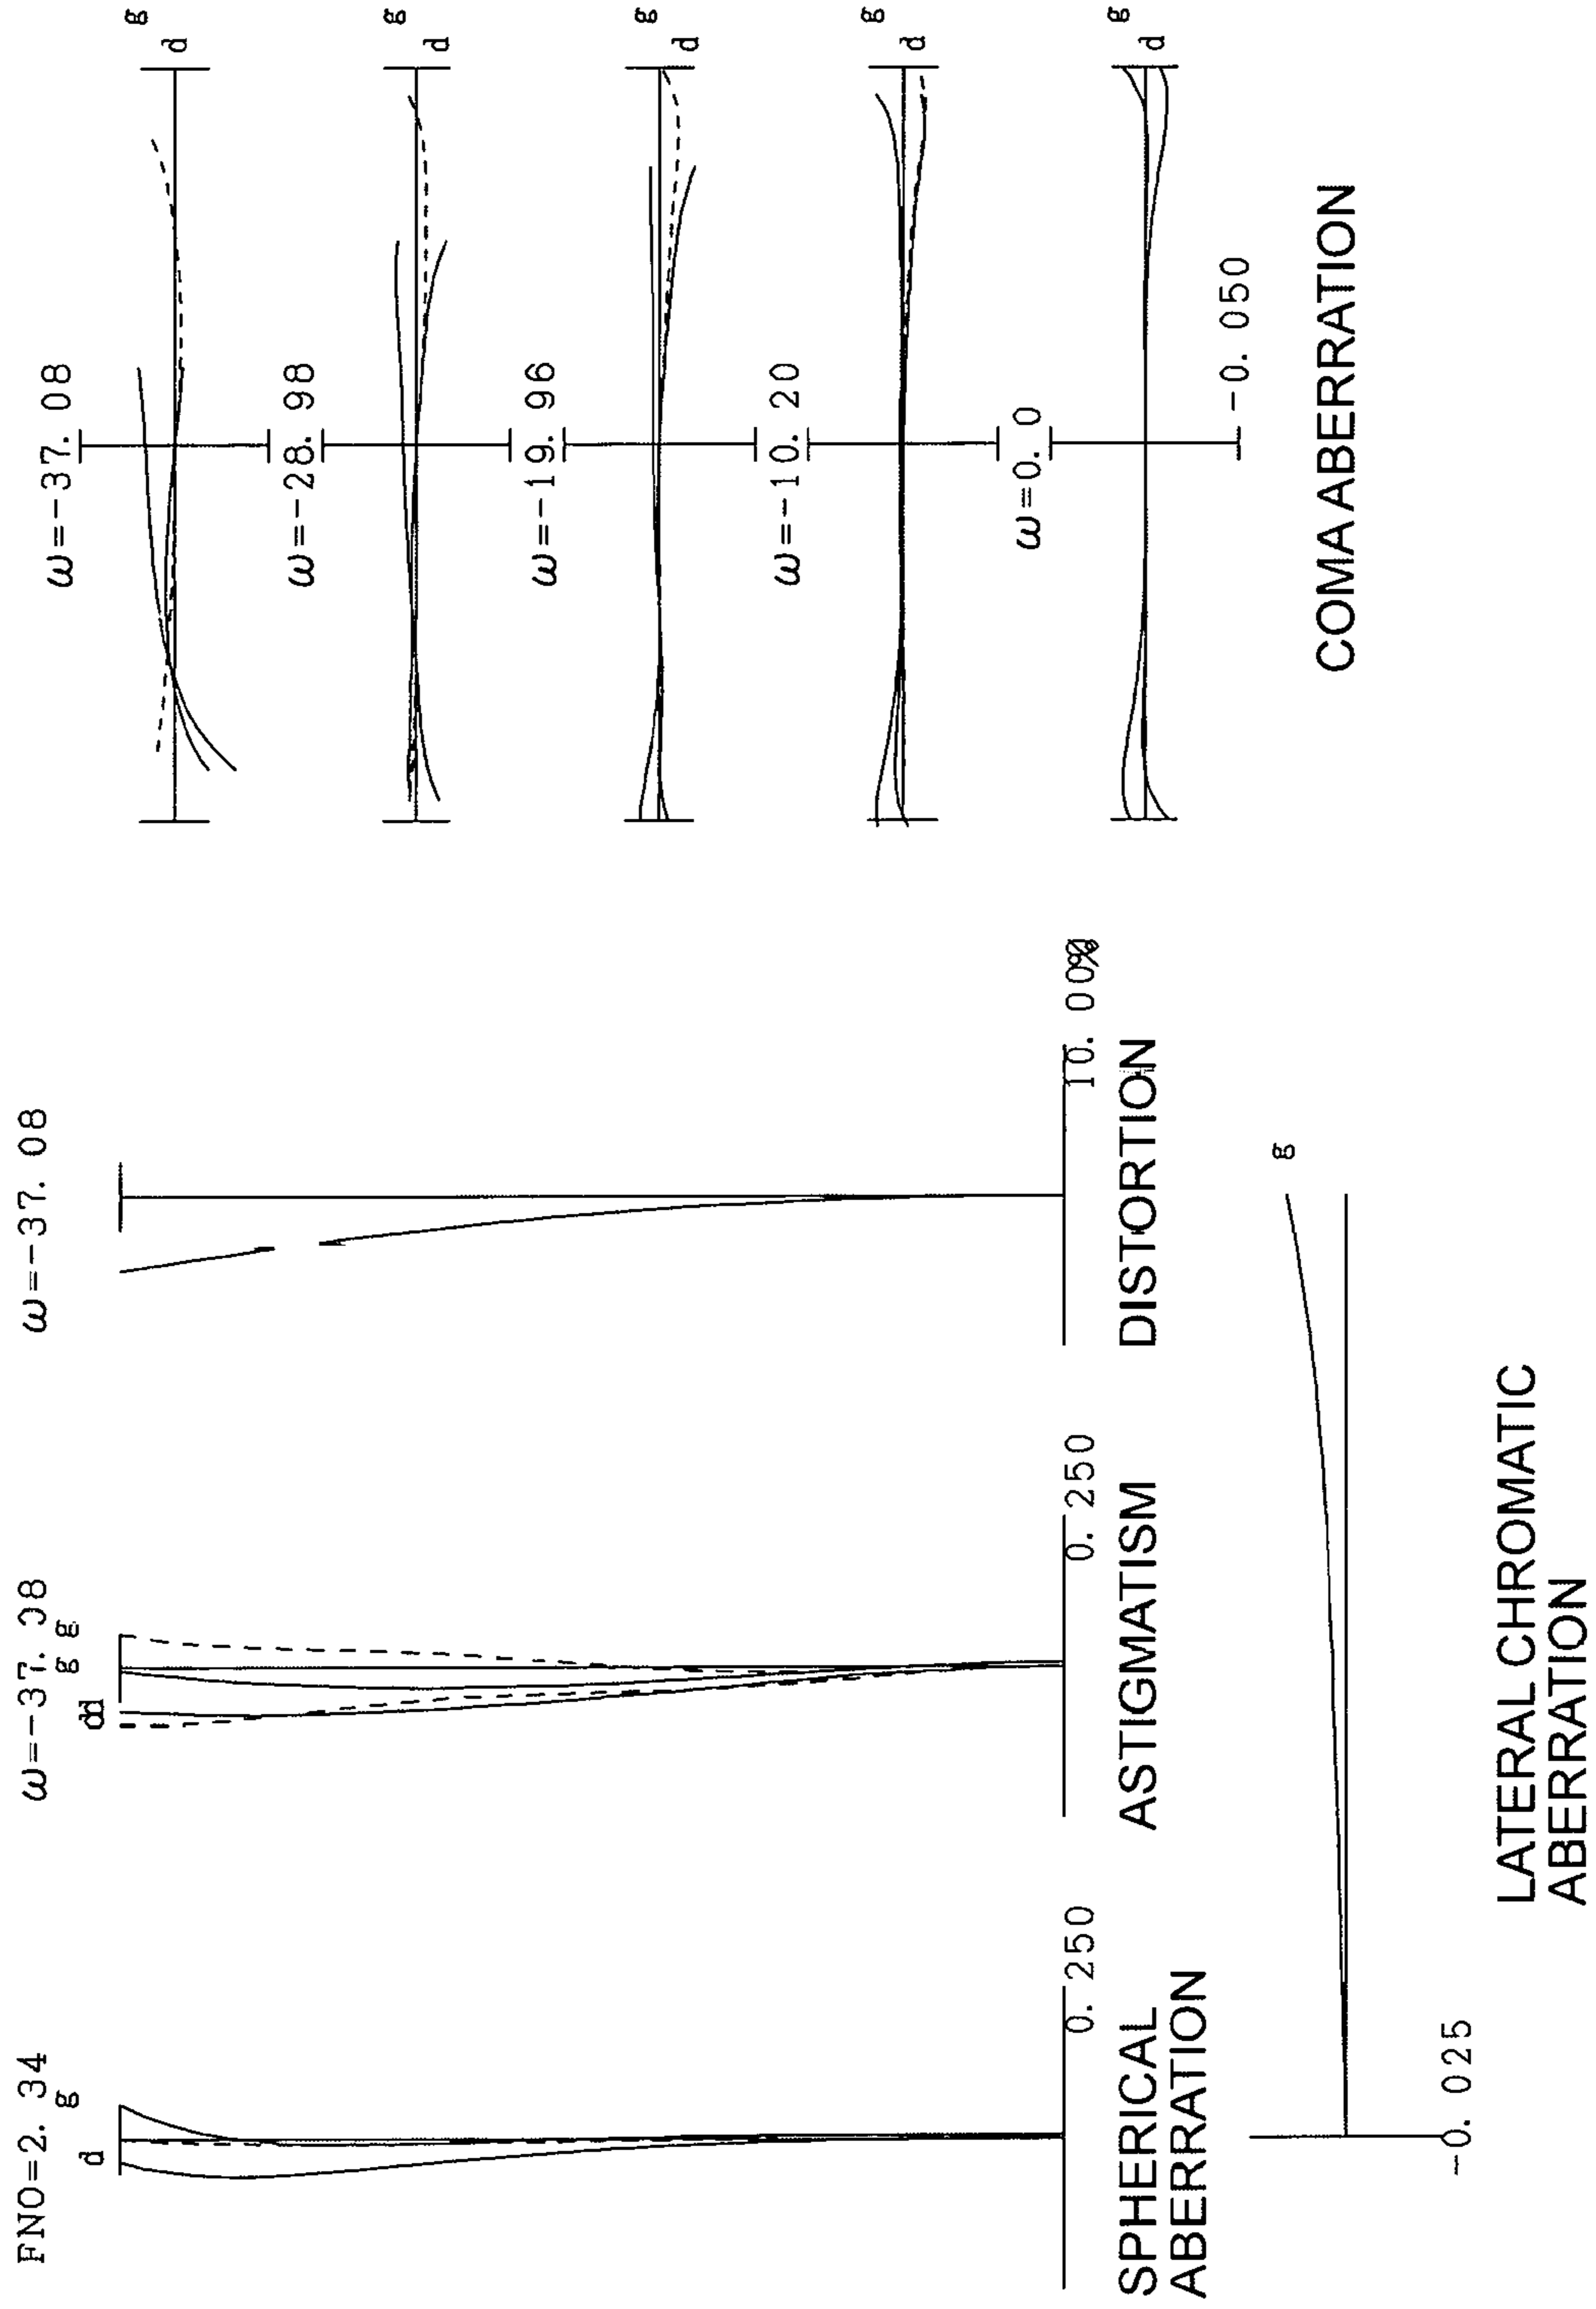 FNO=2. 34
d
g
0. 250
SPHERICAL
ABERRATION
ω=-37. 08
dd
g
g
0. 250
ASTIGMATISM
ω=-37. 08
10. 00%
DISTORTION
-0. 025
g
LATERAL CHROMATIC
ABERRATION
ω=-37. 08
g
d
ω=-28. 98
g
d
ω=-19. 96
g
d
ω=-10. 20
g
d
ω=0. 0
g
d
-0. 050
COMA ABERRATION